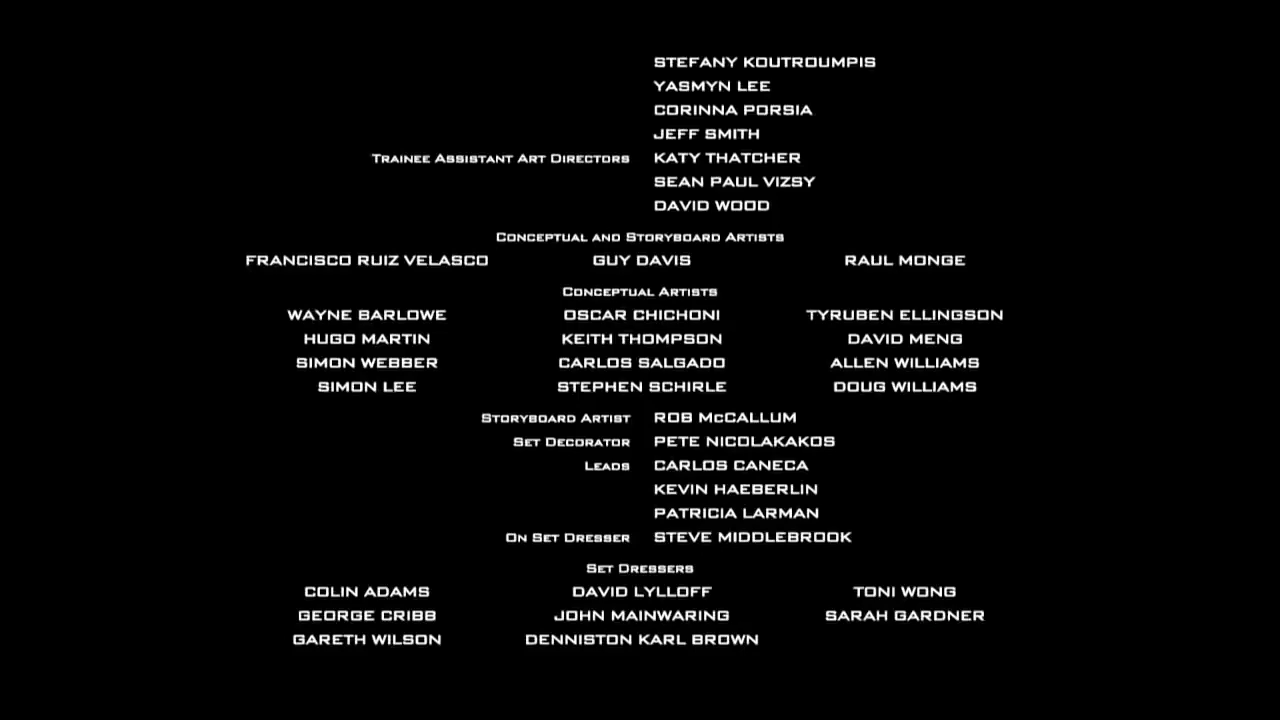 STEFANY KOUTROUMPIS
YASMYN LEE
CORINNA PORSIA
JEFF SMITH
TRAINEE ASSISTANT ART DIRECTORS KATY THATCHER
SEAN PAUL VIZSY
DAVID WOOD
CONCEPTUAL AND STORYBOARD ARTISTS
FRANCISCO RUIZ VELASCO GUY DAVIS RAUL MONGE
CONCEPTUAL ARTISTS
WAYNE BARLOWE OSCAR CHICHONI TYRUBEN ELLINGSON
HUGO MARTIN KEITH THOMPSON DAVID MENG
SIMON WEBBER CARLOS SALGADO ALLEN WILLIAMS
SIMON LEE STEPHEN SCHIRLE DOUG WILLIAMS
STORYBOARD ARTIST ROB McCALLUM
SET DECORATOR PETE NICOLAKAKOS
LEADS CARLOS CANECA
KEVIN HAEBERLIN
PATRICIA LARMAN
ON SET DRESSER STEVE MIDDLEBROOK
SET DRESSERS
COLIN ADAMS DAVID LYLLOFF TONI WONG
GEORGE CRIBB JOHN MAINWARING SARAH GARDNER
GARETH WILSON DENNISTON KARL BROWN